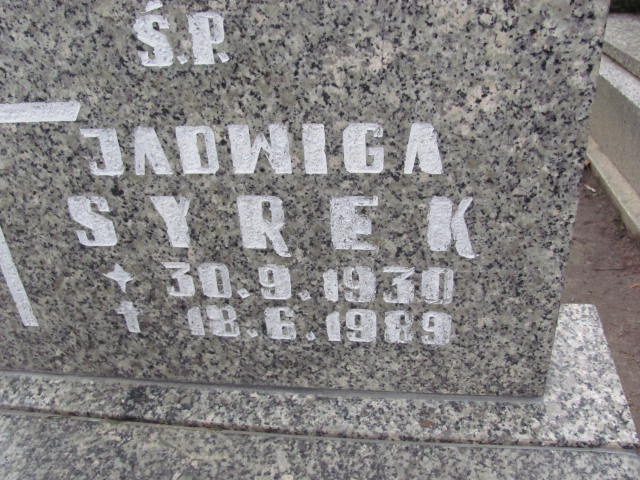 Ś.P.
JADWIGA
SYREK
30.9.1930
18.6.1989